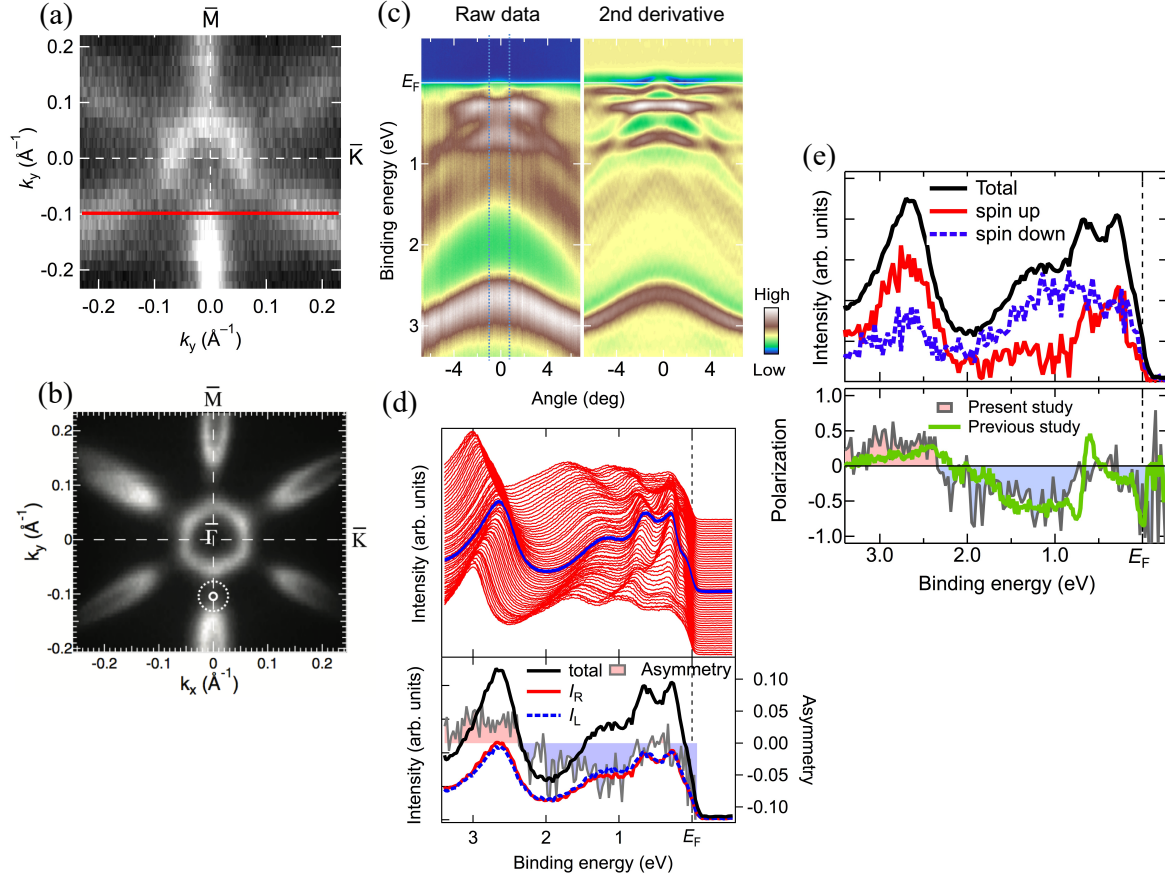 (a)
M̄
0.2
0.1
0.0
-0.1
-0.2
k_y (Å⁻¹)
K̄
-0.2 -0.1 0.0 0.1 0.2
k_y (Å⁻¹)
(b)
M̄
0.2
0.1
0
-0.1
-0.2
k_y (Å⁻¹)
Γ̄
K̄
-0.2 -0.1 0 0.1 0.2
k_x (Å⁻¹)
(c)
Raw data 2nd derivative
E_F
1
2
3
Binding energy (eV)
High
Low
-4 0 4 -4 0 4
Angle (deg)
(d)
Intensity (arb. units)
total Asymmetry
I_R
I_L
Intensity (arb. units)
0.10
0.05
0.00
-0.05
-0.10
Asymmetry
3 2 1 E_F
Binding energy (eV)
(e)
Total
spin up
spin down
Intensity (arb. units)
Present study
Previous study
1.0
0.5
0
-0.5
-1.0
Polarization
3.0 2.0 1.0 E_F
Binding energy (eV)